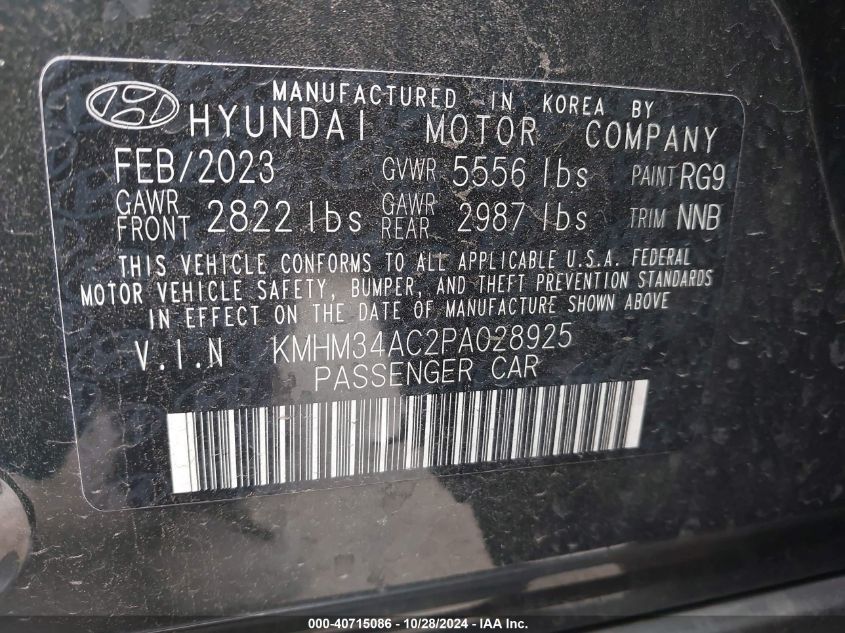 MANUFACTURED IN KOREA BY
HYUNDAI MOTOR COMPANY
FEB/2023 GVWR 5556 lbs PAINT RG9
GAWR FRONT 2822 lbs GAWR REAR 2987 lbs TRIM NNB
THIS VEHICLE CONFORMS TO ALL APPLICABLE U.S.A. FEDERAL
MOTOR VEHICLE SAFETY, BUMPER, AND THEFT PREVENTION STANDARDS
IN EFFECT ON THE DATE OF MANUFACTURE SHOWN ABOVE
V.I.N KMHM34AC2PA028925
PASSENGER CAR
000-40715086 / 10/28/2024 - IAA Inc.